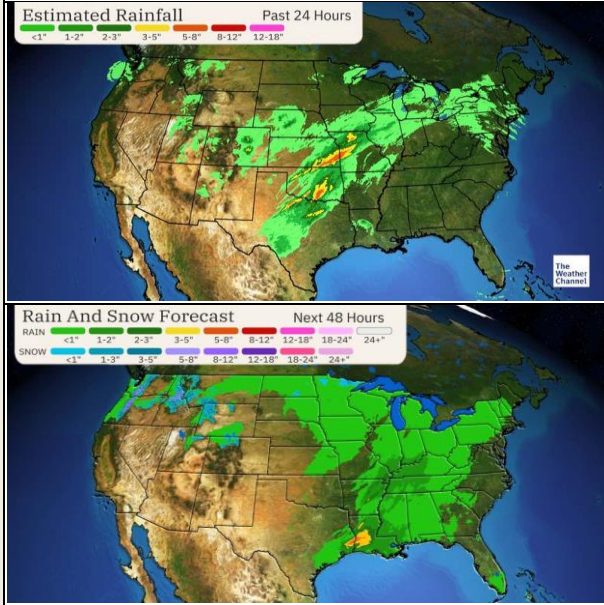 Estimated Rainfall Past 24 Hours
<1" 1-2" 2-3" 3-5" 5-8" 8-12" 12-18"
The
Weather
Channel
Rain And Snow Forecast Next 48 Hours
RAIN
<1" 1-2" 2-3" 3-5" 5-8" 8-12" 12-18" 18-24" 24+"
SNOW
<1" 1-3" 3-5" 5-8" 8-12" 12-18" 18-24" 24+"